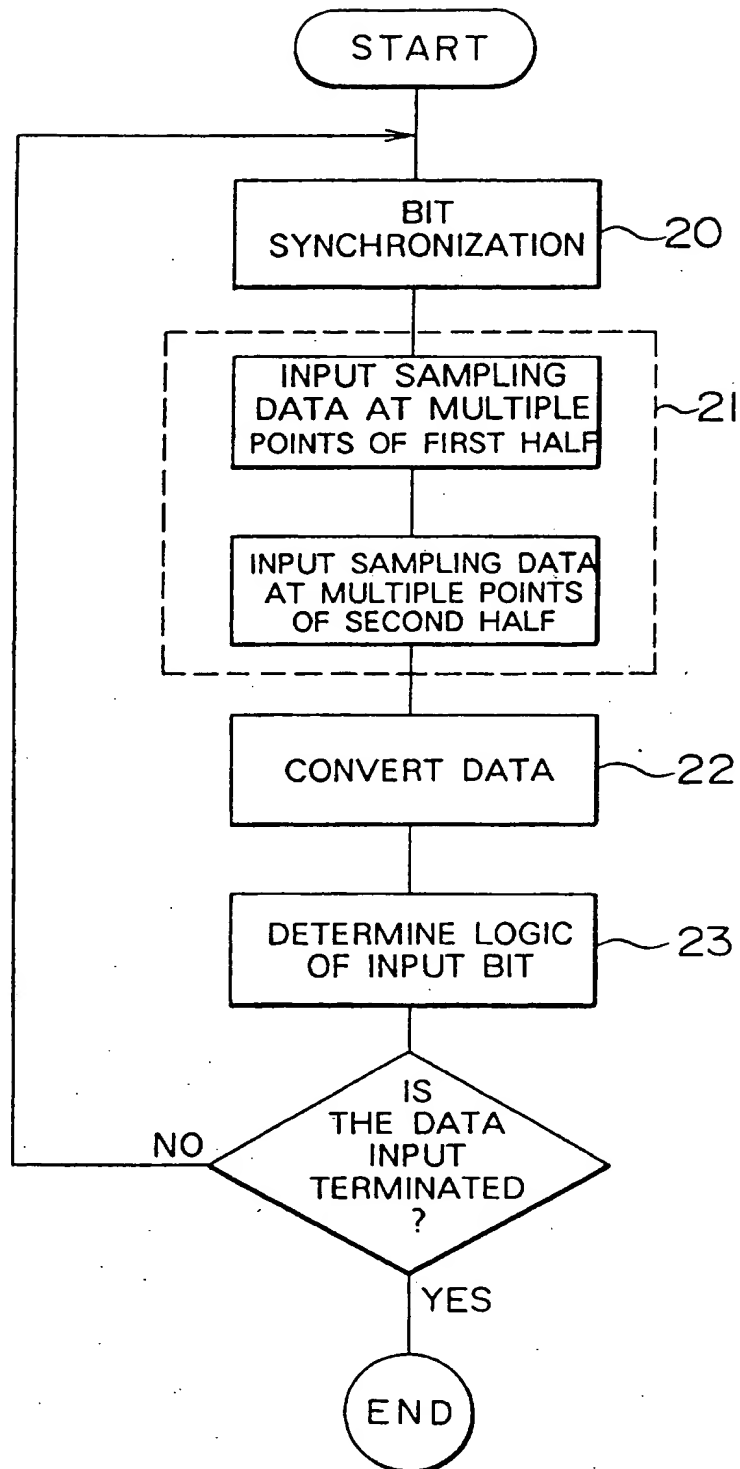 START
BIT
SYNCHRONIZATION
20
INPUT SAMPLING
DATA AT MULTIPLE
POINTS OF FIRST HALF
21
INPUT SAMPLING DATA
AT MULTIPLE POINTS
OF SECOND HALF
CONVERT DATA
22
DETERMINE LOGIC
OF INPUT BIT
23
IS
THE DATA
INPUT
TERMINATED
?
NO
YES
END